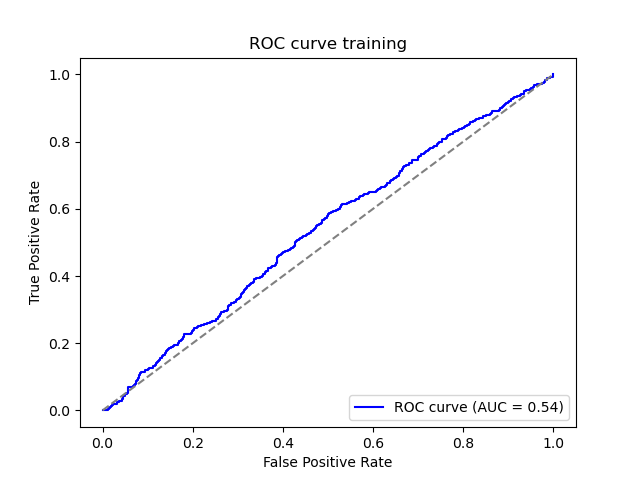 ROC curve training
True Positive Rate
1.0
0.8
0.6
0.4
0.2
0.0
ROC curve (AUC = 0.54)
0.0 0.2 0.4 0.6 0.8 1.0
False Positive Rate